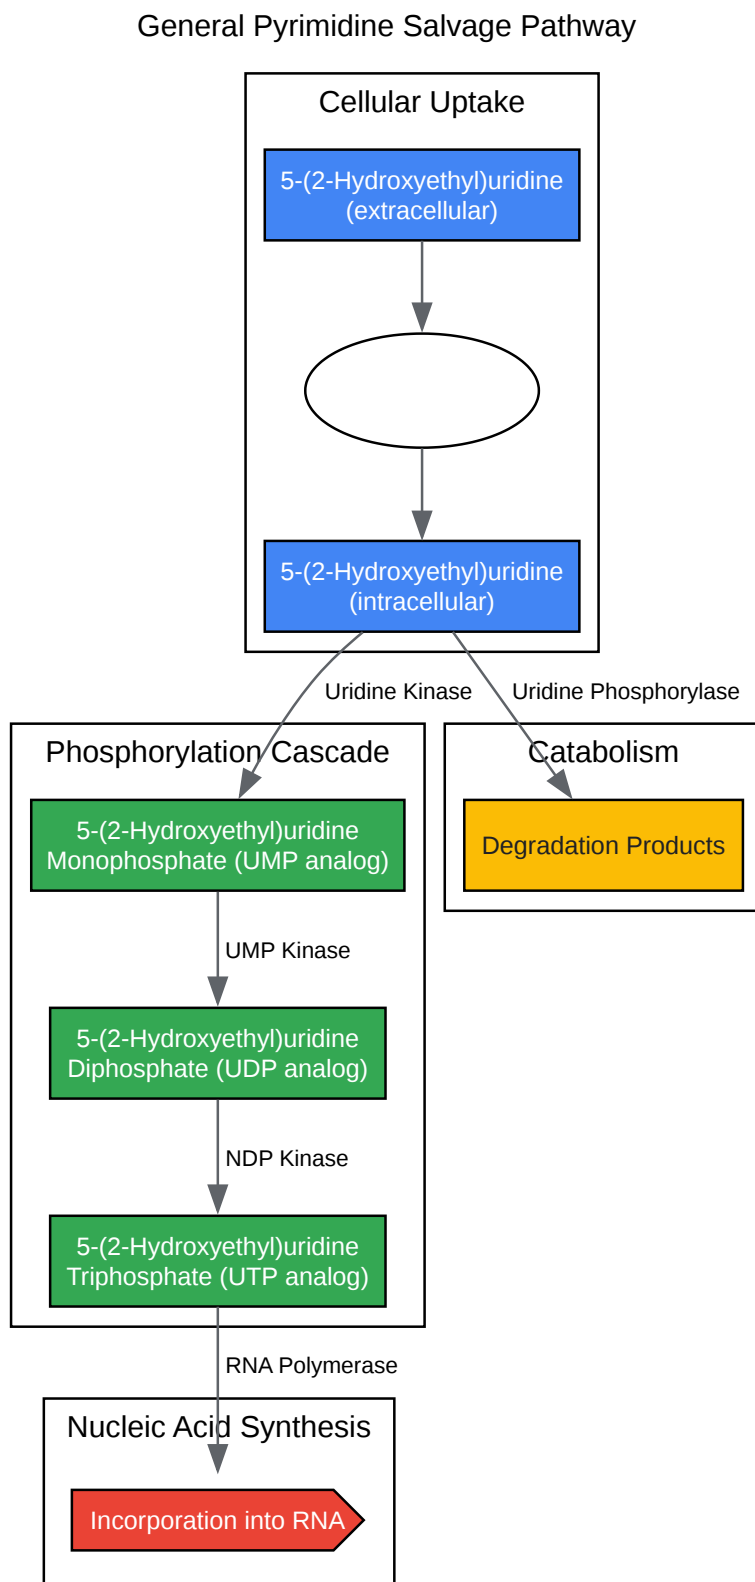 General Pyrimidine Salvage Pathway
Cellular Uptake
5-(2-Hydroxyethyl)uridine
(extracellular)
5-(2-Hydroxyethyl)uridine
(intracellular)
Uridine Kinase
Uridine Phosphorylase
Phosphorylation Cascade
Catabolism
5-(2-Hydroxyethyl)uridine
Monophosphate (UMP analog)
Degradation Products
UMP Kinase
5-(2-Hydroxyethyl)uridine
Diphosphate (UDP analog)
NDP Kinase
5-(2-Hydroxyethyl)uridine
Triphosphate (UTP analog)
RNA Polymerase
Nucleic Acid Synthesis
Incorporation into RNA